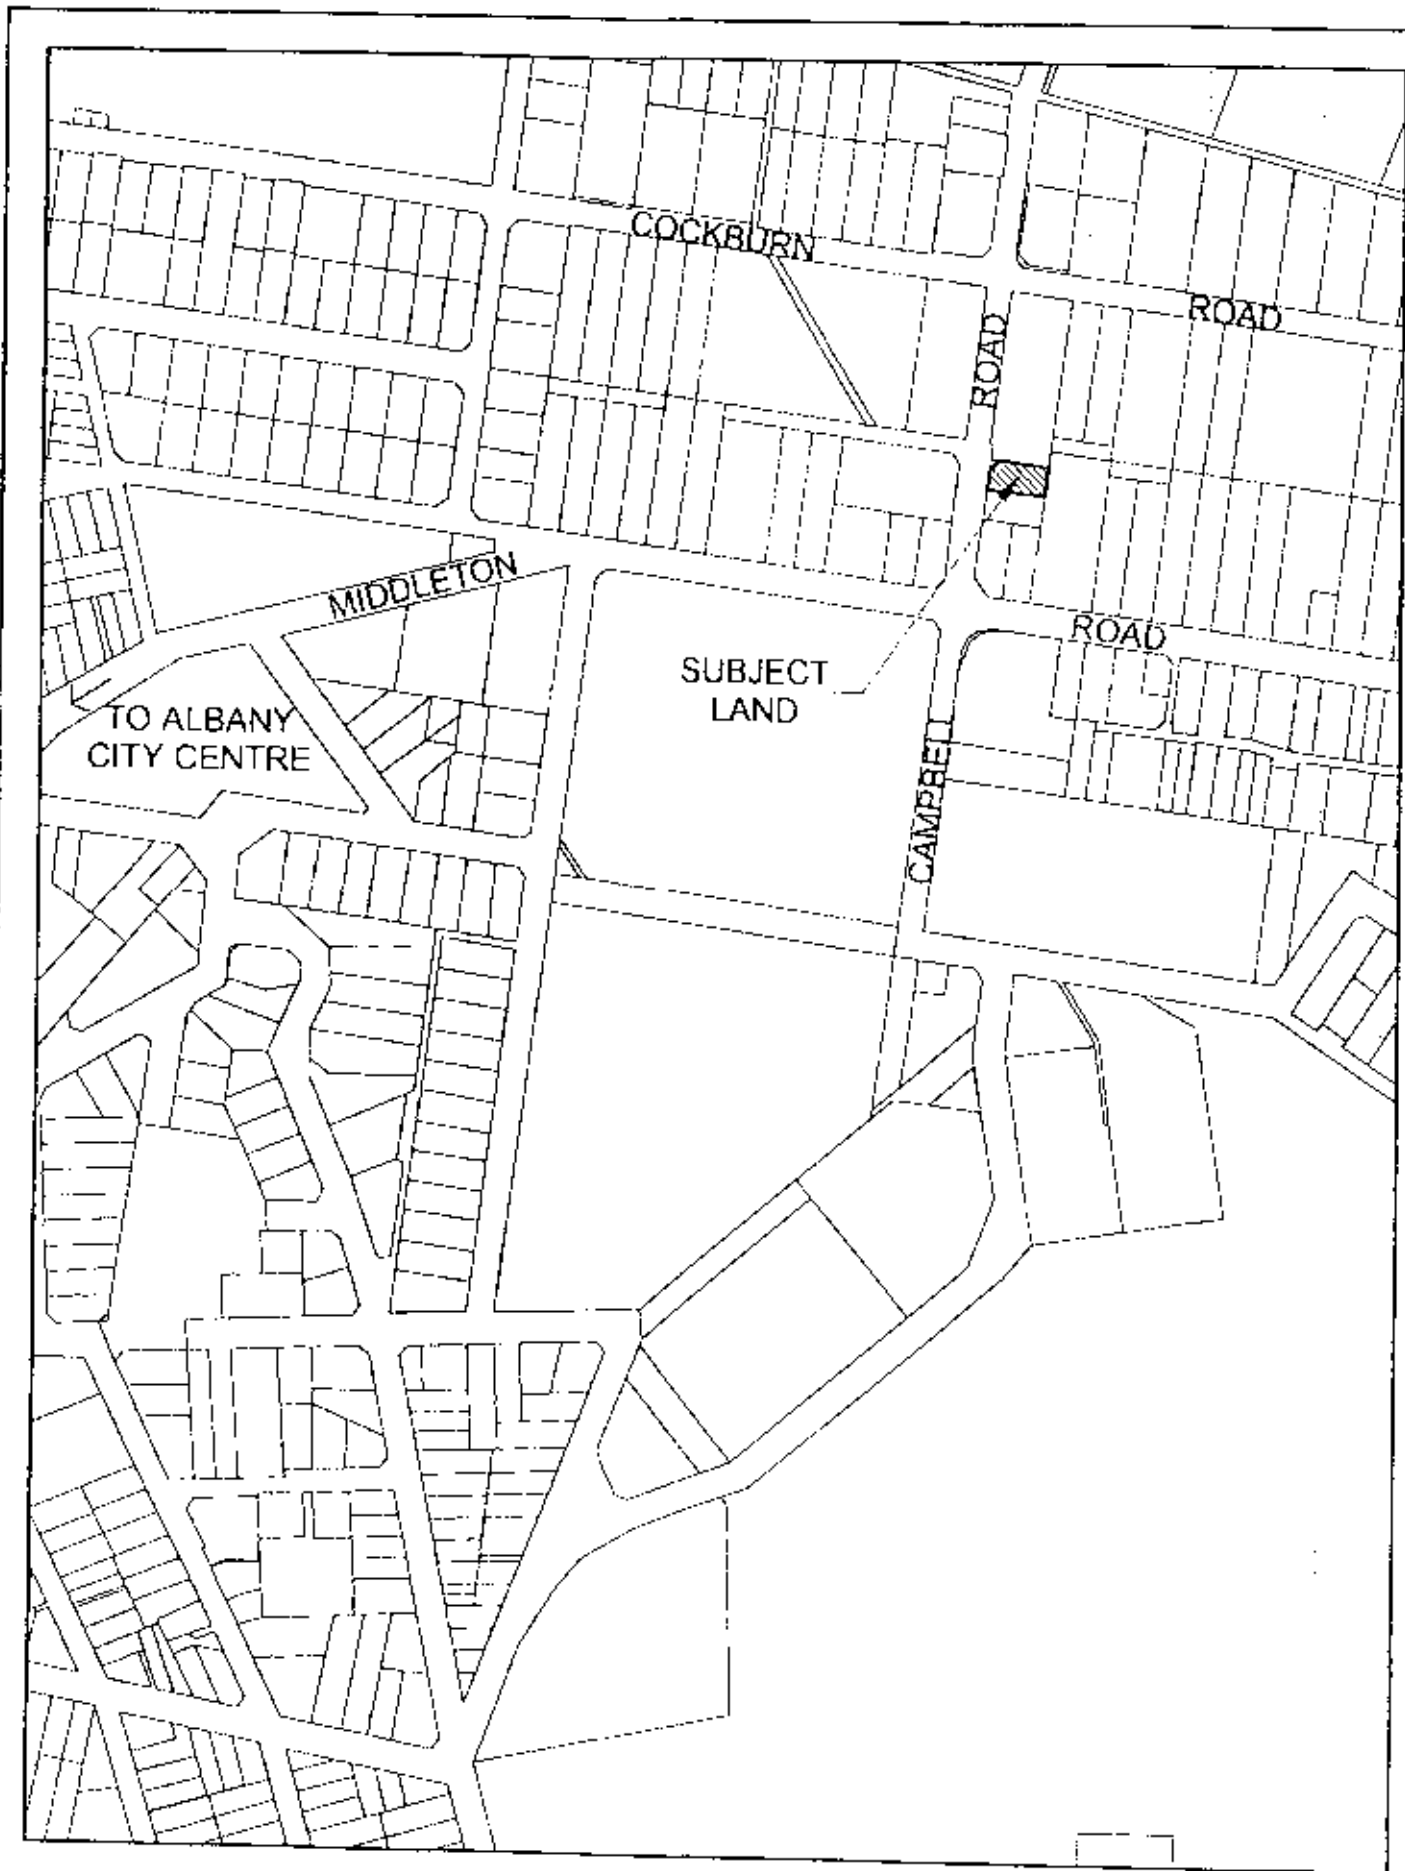 COCKBURN
ROAD
ROAD
MIDDLETON
ROAD
SUBJECT
LAND
TO ALBANY
CITY CENTRE
CAMPBELL